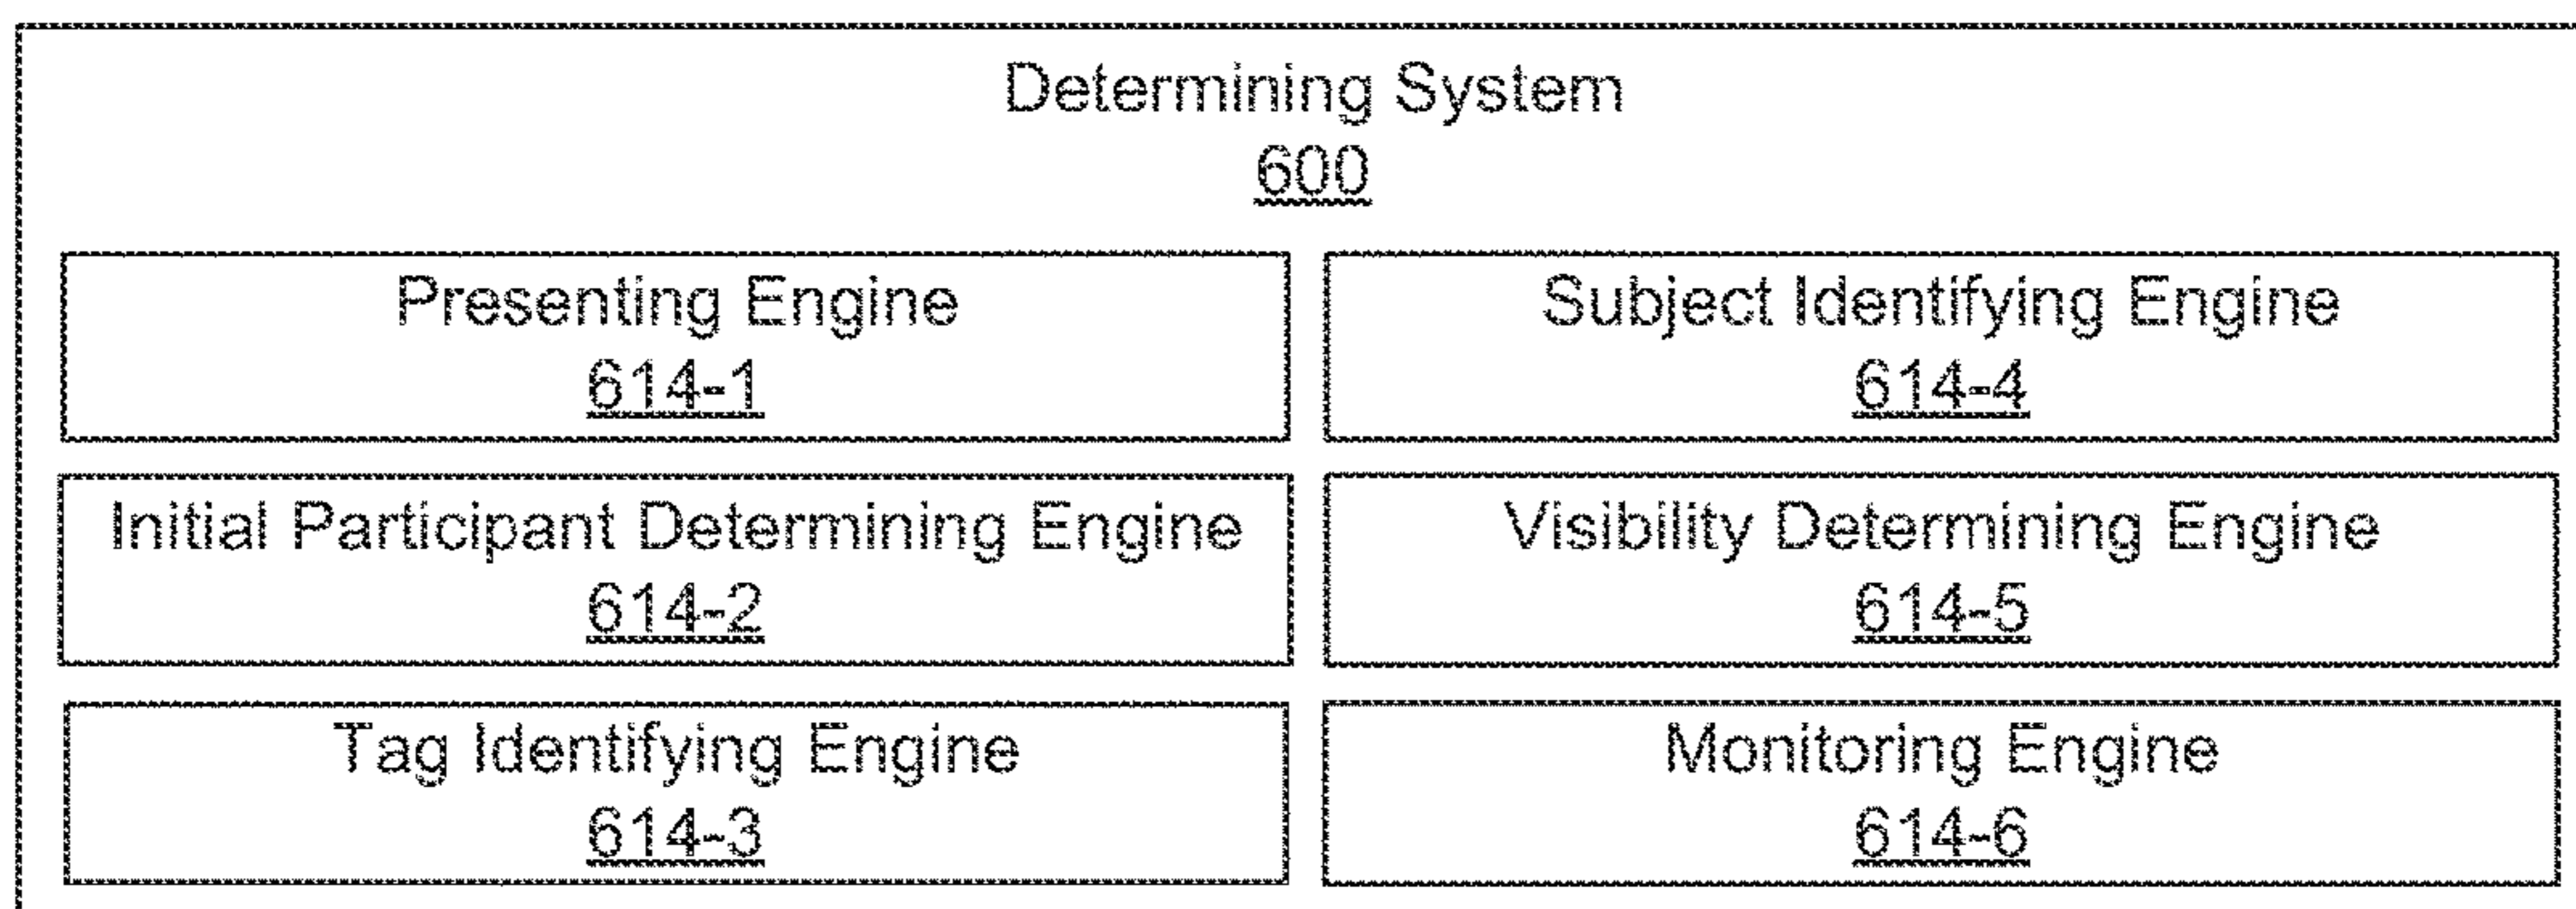 Determining System
600
Presenting Engine
614-1
Subject Identifying Engine
614-4
Initial Participant Determining Engine
614-2
Visibility Determining Engine
614-5
Tag Identifying Engine
614-3
Monitoring Engine
614-6